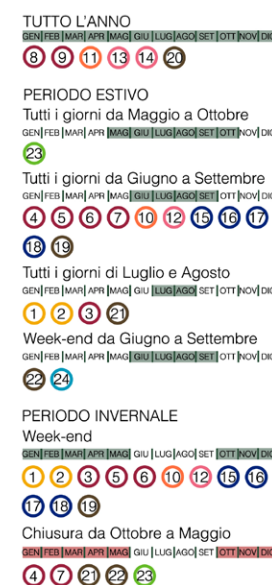 TUTTO L'ANNO
GEN|FEB|MAR|APR|MAG|GIU|LUG|AGO|SET|OTT|NOV|DIC
8 9 11 13 14 20
PERIODO ESTIVO
Tutti i giorni da Maggio a Ottobre
GEN|FEB|MAR|APR|MAG|GIU|LUG|AGO|SET|OTT|NOV|DIC
23
Tutti i giorni da Giugno a Settembre
GEN|FEB|MAR|APR|MAG|GIU|LUG|AGO|SET|OTT|NOV|DIC
4 5 6 7 10 12 15 16 17
18 19
Tutti i giorni di Luglio e Agosto
GEN|FEB|MAR|APR|MAG|GIU|LUG|AGO|SET|OTT|NOV|DIC
1 2 3 21
Week-end da Giugno a Settembre
GEN|FEB|MAR|APR|MAG|GIU|LUG|AGO|SET|OTT|NOV|DIC
22 24
PERIODO INVERNALE
Week-end
GEN|FEB|MAR|APR|MAG|GIU|LUG|AGO|SET|OTT|NOV|DIC
1 2 3 5 6 10 12 15 16
17 18 19
Chiusura da Ottobre a Maggio
GEN|FEB|MAR|APR|MAG|GIU|LUG|AGO|SET|OTT|NOV|DIC
4 7 21 22 23